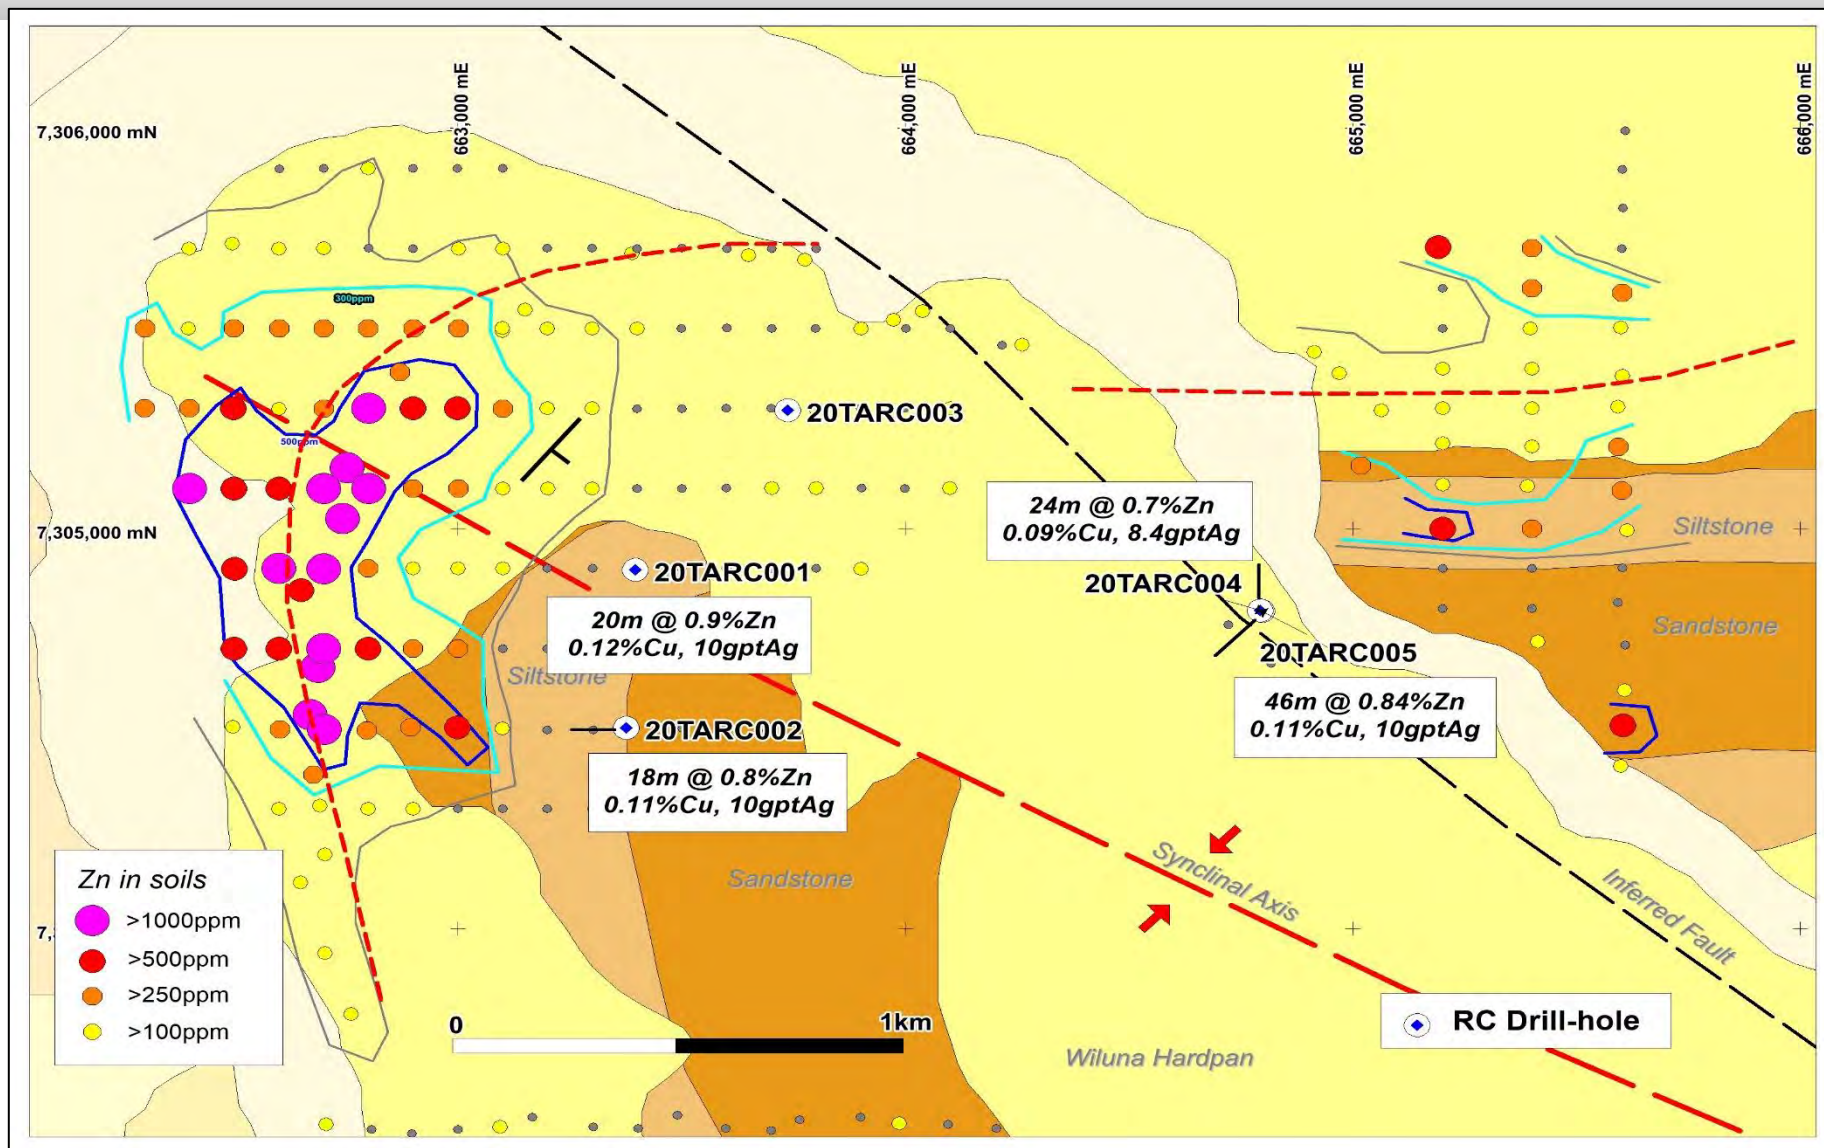 663,000 mE
664,000 mE
665,000 mE
666,000 mE
7,306,000 mN
300ppm
20TARC003
500ppm
24m @ 0.7%Zn
0.09%Cu, 8.4gptAg
7,305,000 mN
Siltstone
20TARC001
20TARC004
20m @ 0.9%Zn
0.12%Cu, 10gptAg
Sandstone
20TARC005
Siltstone
46m @ 0.84%Zn
0.11%Cu, 10gptAg
20TARC002
18m @ 0.8%Zn
0.11%Cu, 10gptAg
Sandstone
Synclinal Axis
Inferred Fault
Zn in soils
>1000ppm
>500ppm
>250ppm
>100ppm
7,
0
1km
RC Drill-hole
Wiluna Hardpan